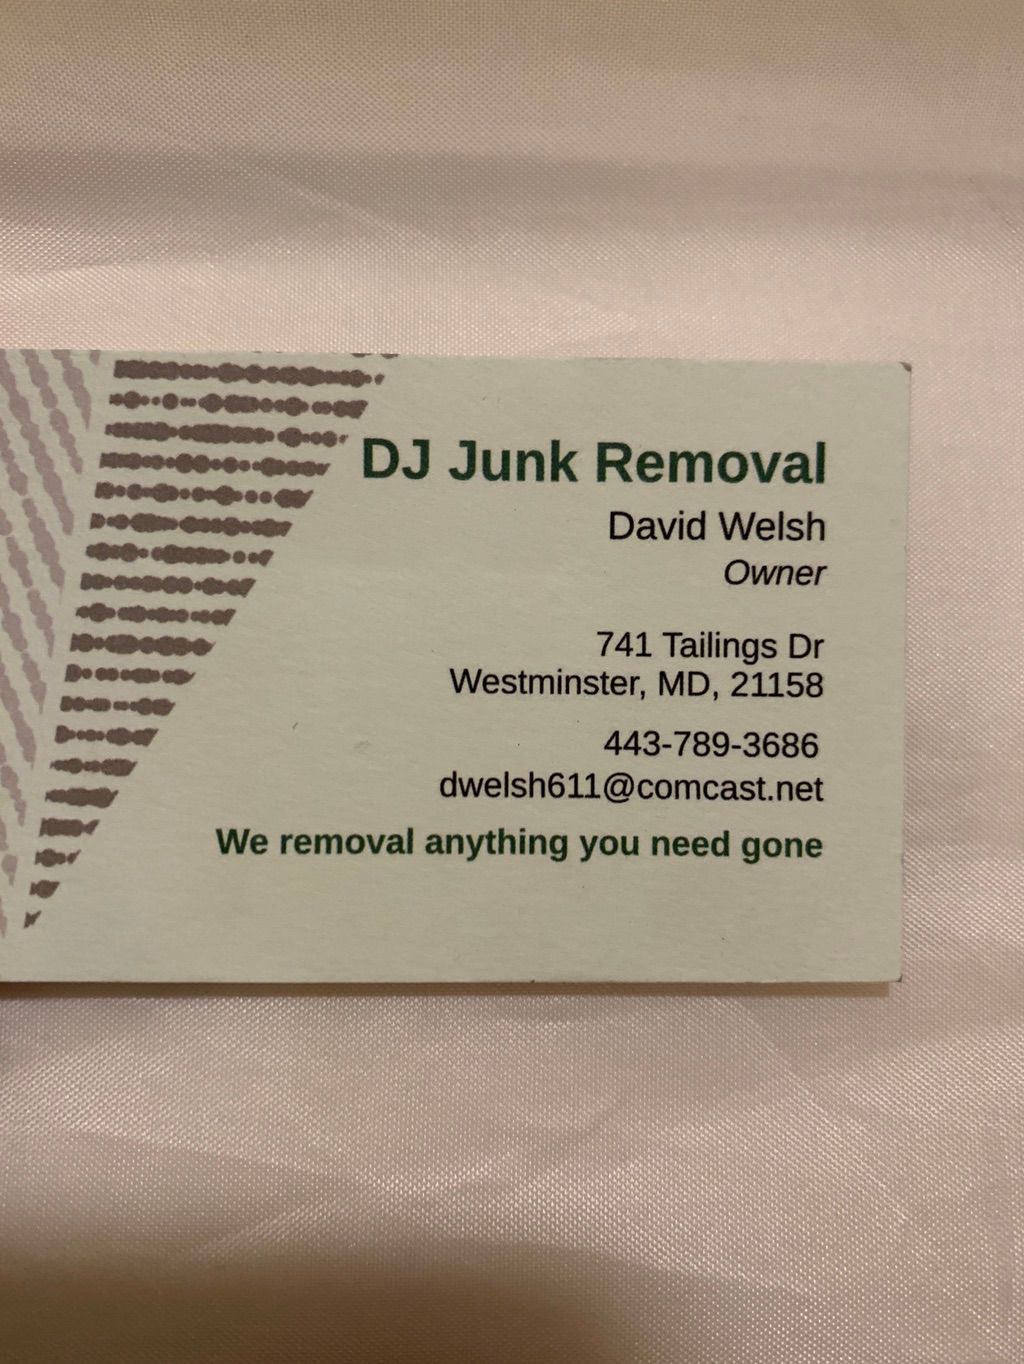 DJ Junk Removal
David Welsh
Owner
741 Tailings Dr
Westminster, MD, 21158
443-789-3686
dwelsh611@comcast.net
We removal anything you need gone